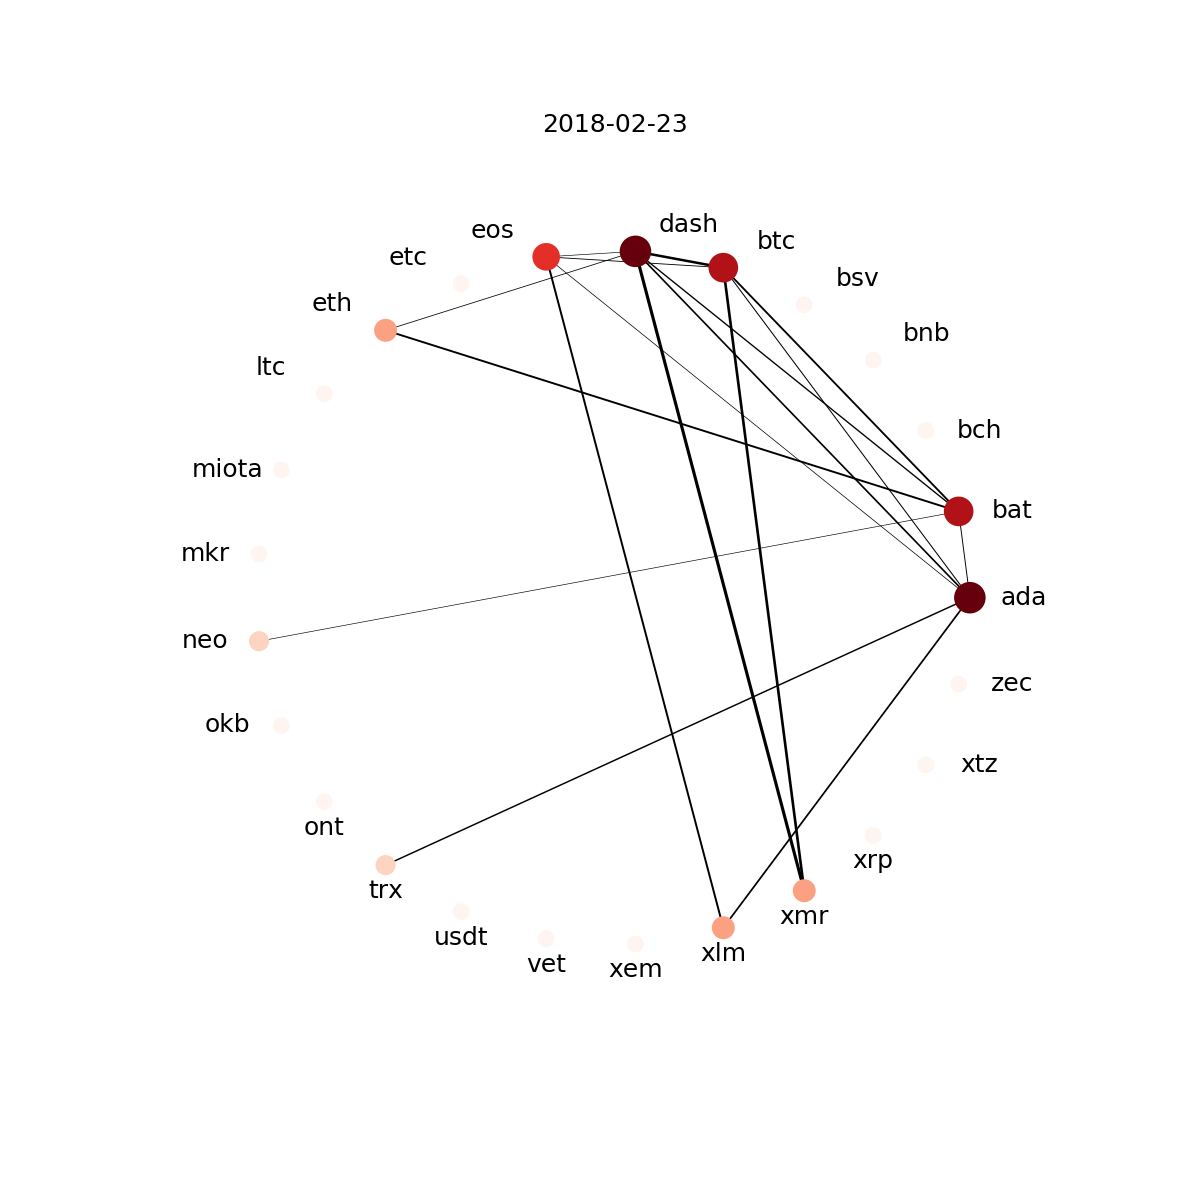 2018-02-23
dash
eos
btc
etc
bsv
eth
bnb
ltc
bch
miota
bat
mkr
ada
neo
zec
okb
xtz
ont
xrp
trx
xmr
usdt
xlm
vet
xem